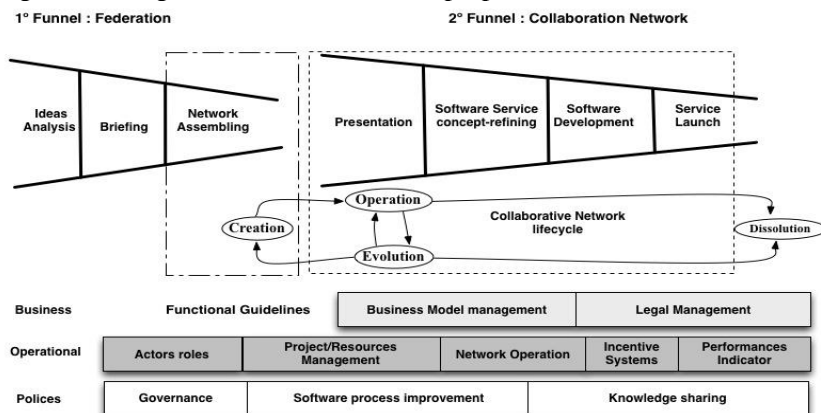 1º Funnel : Federation
2º Funnel : Collaboration Network
Ideas
Analysis
Briefing
Network
Assembling
Presentation
Software Service
concept-refining
Software
Development
Service
Launch
Creation
Operation
Evolution
Collaborative Network
lifecycle
Dissolution
Business
Functional Guidelines
Business Model management
Legal Management
Operational
Actors roles
Project/Resources
Management
Network Operation
Incentive
Systems
Performances
Indicator
Polices
Governance
Software process improvement
Knowledge sharing